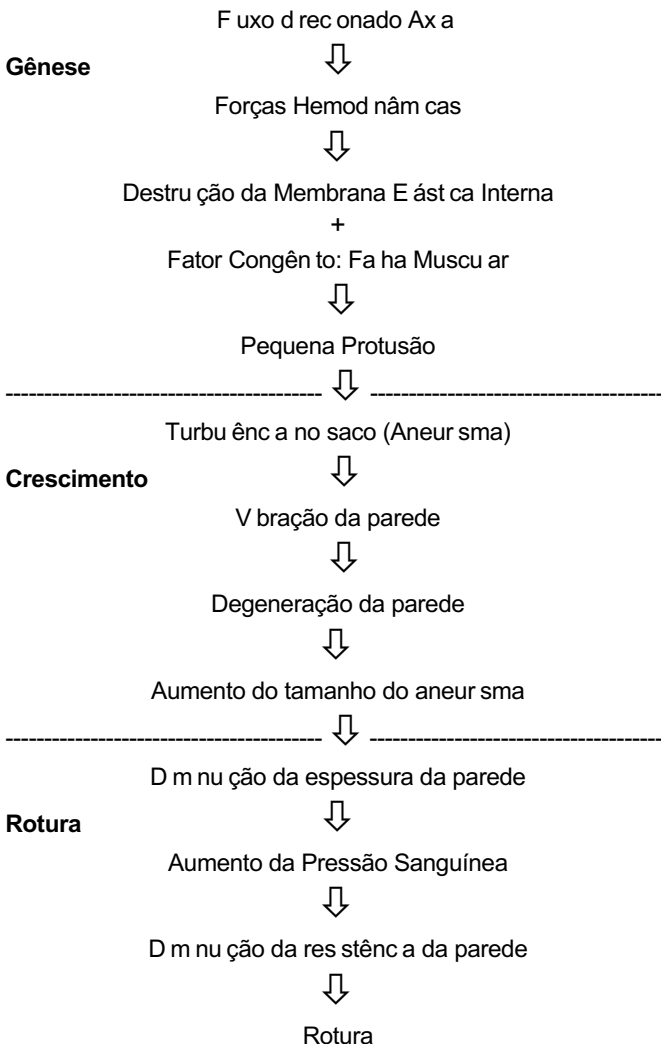 F uxo d rec onado Ax a
Gênese
Forças Hemod nâm cas
Destru ção da Membrana E ást ca Interna
+
Fator Congên to: Fa ha Muscu ar
Pequena Protusão
Turbu ênc a no saco (Aneur sma)
Crescimento
V bração da parede
Degeneração da parede
Aumento do tamanho do aneur sma
D m nu ção da espessura da parede
Rotura
Aumento da Pressão Sanguínea
D m nu ção da res stênc a da parede
Rotura